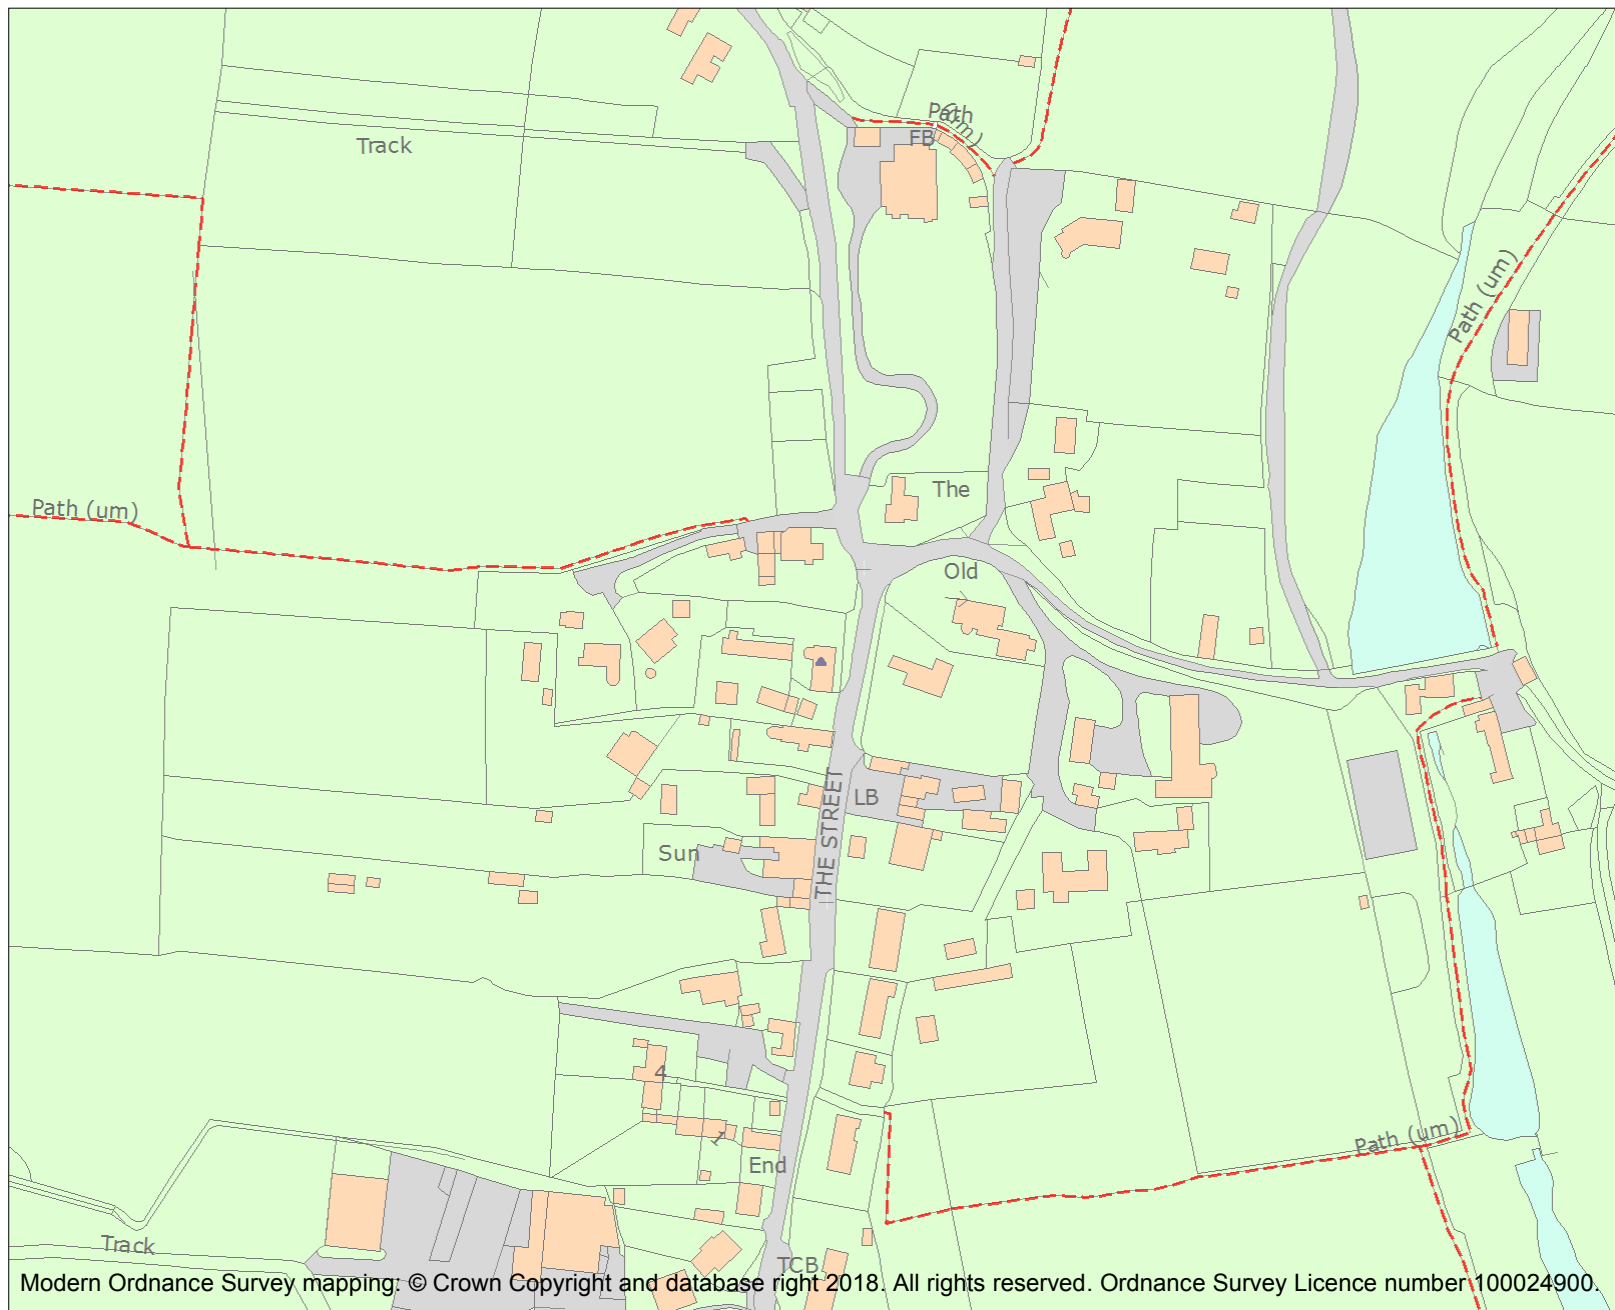 Path
(um)
FB
Track
Path (um)
Path (um)
The
Old
THE STREET
LB
Sun
4
1
End
Path (um)
Track
TCB
Modern Ordnance Survey mapping: © Crown Copyright and database right 2018. All rights reserved. Ordnance Survey Licence number 100024900.